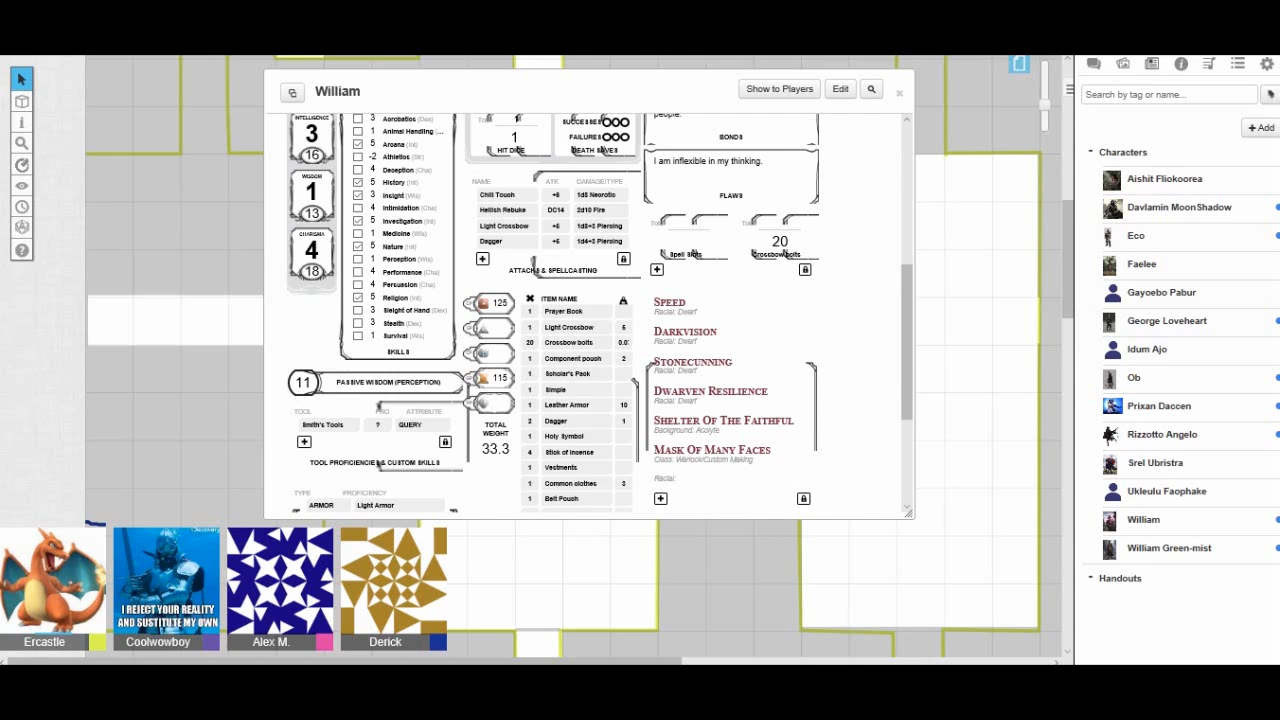 William
Show to Players
Edit
people.
BONDS
I am inflexible in my thinking.
FLAWS
INTELLIGENCE
3
16
WISDOM
1
13
CHARISMA
4
18
Acrobatics (Dex)
1 Animal Handling (...
5 Arcana (Int)
-2 Athletics (Str)
4 Deception (Cha)
5 History (Int)
3 Insight (Wis)
4 Intimidation (Cha)
5 Investigation (Int)
1 Medicine (Wis)
5 Nature (Int)
1 Perception (Wis)
4 Performance (Cha)
4 Persuasion (Cha)
5 Religion (Int)
3 Sleight of Hand (Dex)
3 Stealth (Dex)
1 Survival (Wis)
SKILLS
1
HIT DICE
SUCCESSES
FAILURES
DEATH SAVES
NAME ATK DAMAGE/TYPE
Chill Touch +6 1d8 Necrotic
Hellish Rebuke DC14 2d10 Fire
Light Crossbow +5 1d8+3 Piercing
Dagger +5 1d4+3 Piercing
ATTACKS & SPELLCASTING
Spell Slots
20
Crossbow bolts
11 PASSIVE WISDOM (PERCEPTION)
TOOL PRO ATTRIBUTE
Smith's Tools ? QUERY
TOOL PROFICIENCIES & CUSTOM SKILLS
TYPE PROFICIENCY
ARMOR Light Armor
125
115
TOTAL
WEIGHT
33.3
ITEM NAME
1 Prayer Book
1 Light Crossbow 5
20 Crossbow bolts
1 Component pouch 2
1 Scholar's Pack
1 Simple
1 Leather Armor 10
2 Dagger 1
1 Holy Symbol
4 Stick of Incense
1 Vestments
1 Common clothes 3
1 Belt Pouch
SPEED
Racial: Dwarf
DARKVISION
Racial: Dwarf
STONECUNNING
Racial: Dwarf
DWARVEN RESILIENCE
Racial: Dwarf
SHELTER OF THE FAITHFUL
Background: Acolyte
MASK OF MANY FACES
Class: Warlock/Custom Making
Racial:
Search by tag or name...
+ Add
Characters
Aishit Fliokoorea
Davlamin MoonShadow
Eco
Faelee
Gayoebo Pabur
George Loveheart
Idum Ajo
Ob
Prixan Daccen
Rizzotto Angelo
Srel Ubristra
Ukleulu Faophake
William
William Green-mist
Handouts
Discovery
I REJECT YOUR REALITY
AND SUSTITUTE MY OWN
Ercastle
Coolwowboy
Alex M.
Derick